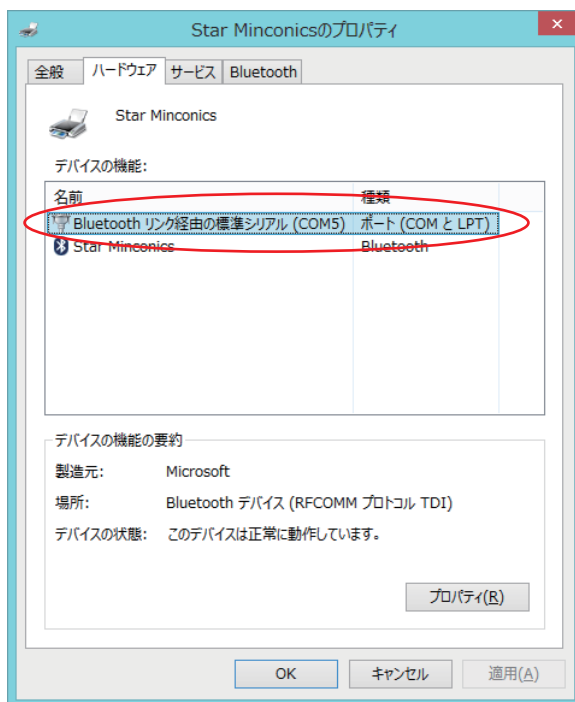 Star Minconicsのプロパティ
全般 ハードウェア サービス Bluetooth
Star Minconics
デバイスの機能:
名前 種類
Bluetooth リンク経由の標準シリアル (COM5) ポート (COM と LPT)
Star Minconics Bluetooth
デバイスの機能の要約
製造元: Microsoft
場所: Bluetooth デバイス (RFCOMM プロトコル TDI)
デバイスの状態: このデバイスは正常に動作しています。
プロパティ(R)
OK キャンセル 適用(A)